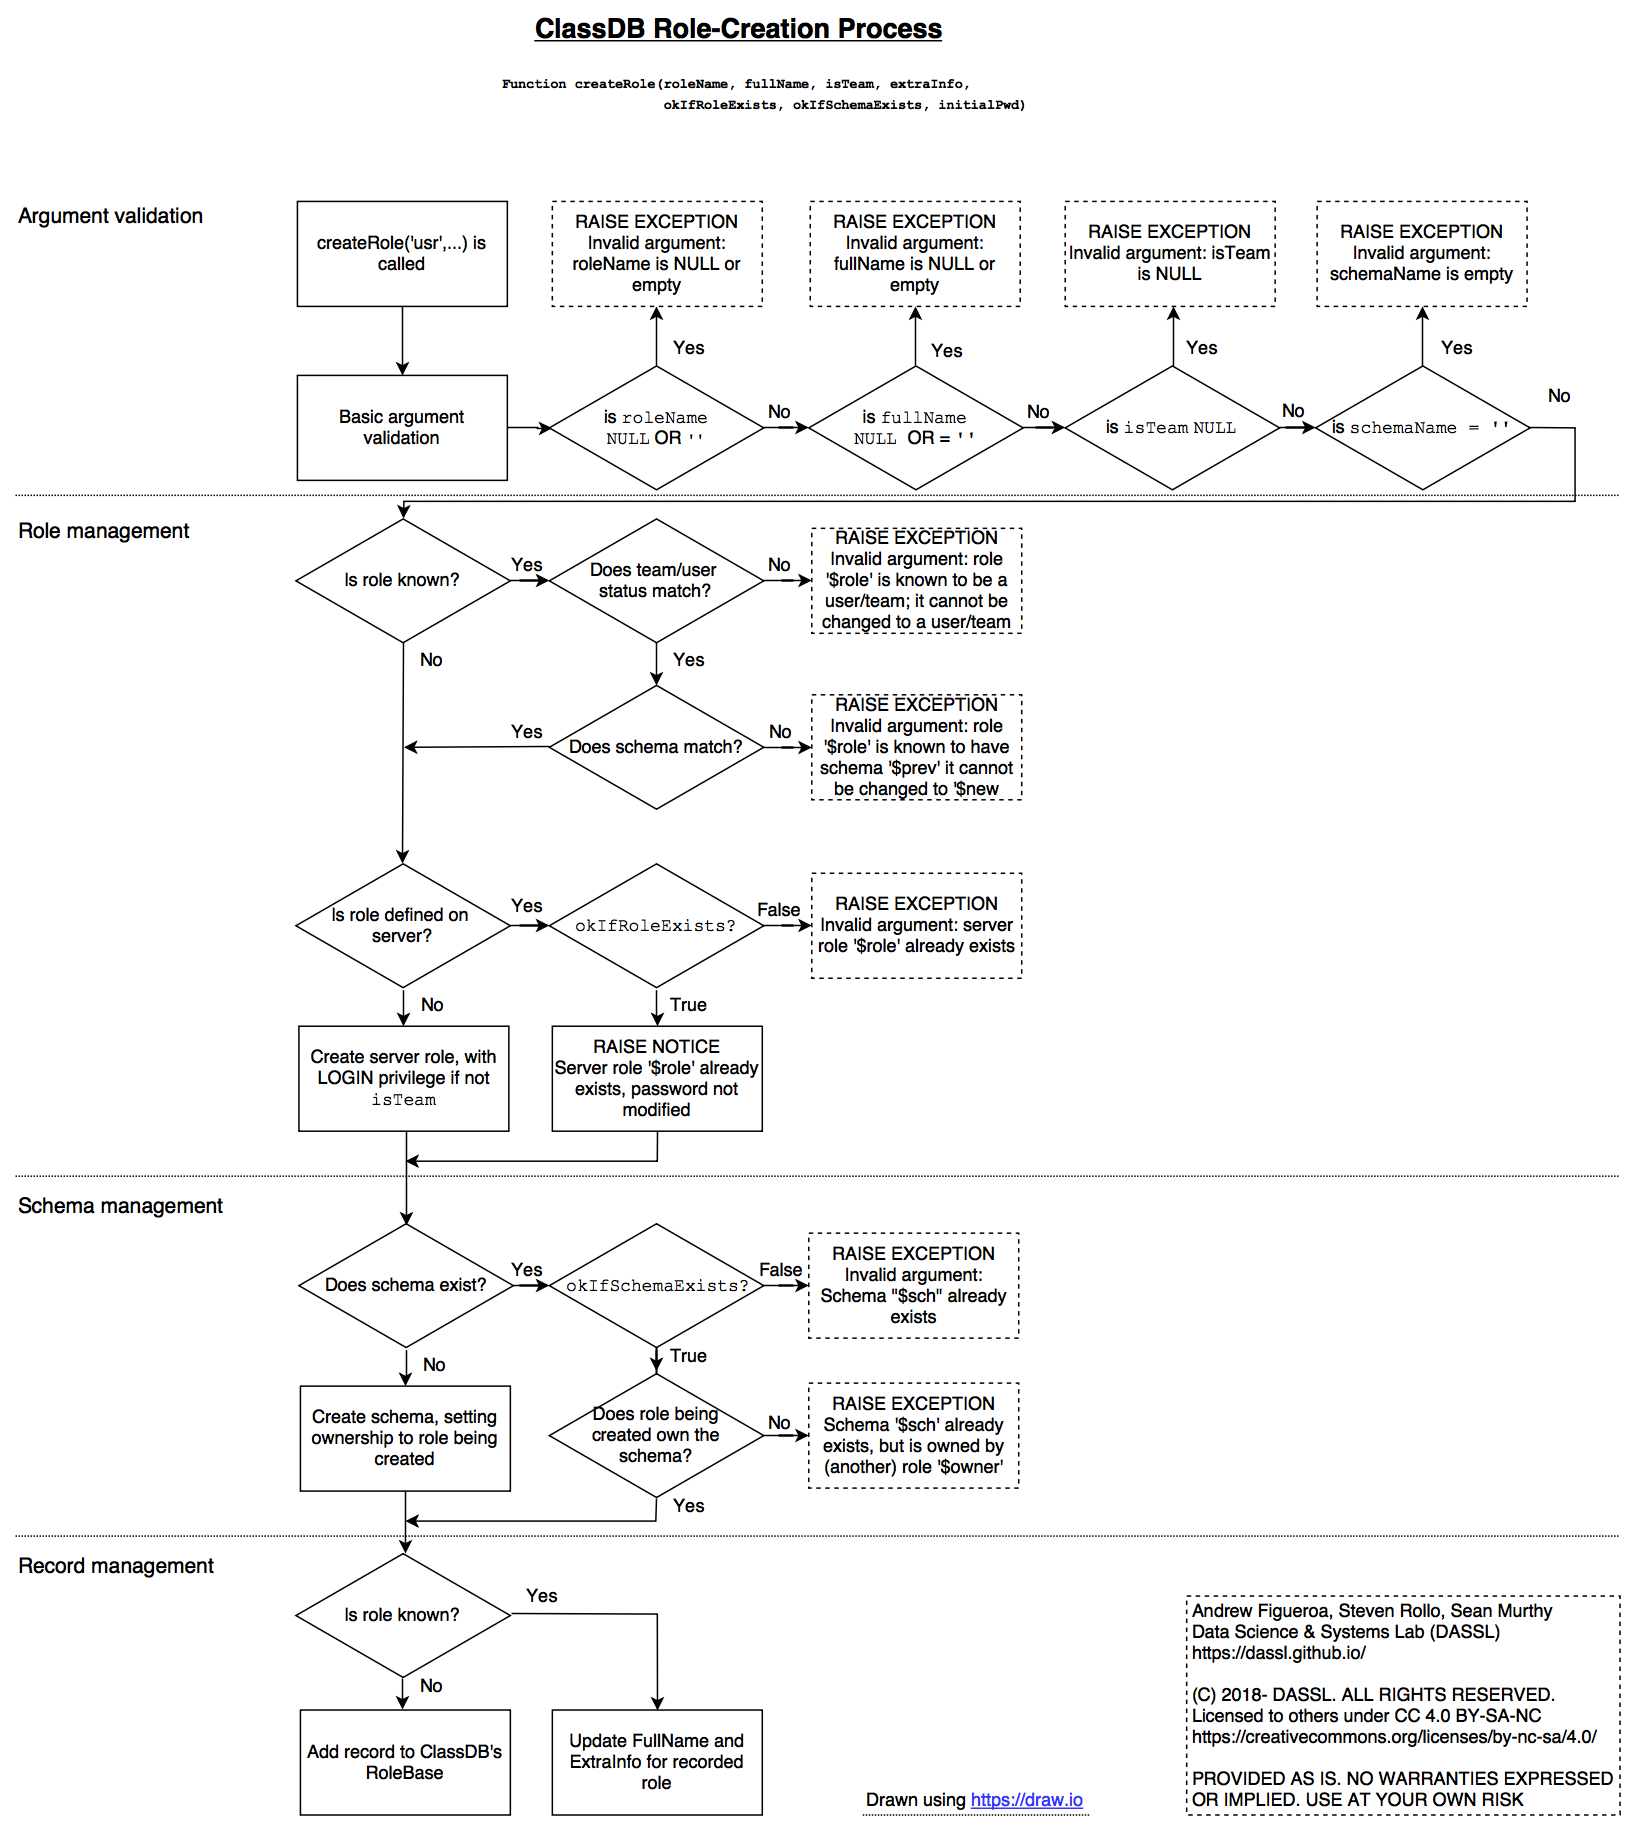 ClassDB Role-Creation Process
Function createRole(roleName, fullName, isTeam, extraInfo,
okIfRoleExists, okIfSchemaExists, initialPwd)
Argument validation
createRole('usr',...) is
called
RAISE EXCEPTION
Invalid argument:
roleName is NULL or
empty
RAISE EXCEPTION
Invalid argument:
fullName is NULL or
empty
RAISE EXCEPTION
Invalid argument: isTeam
is NULL
RAISE EXCEPTION
Invalid argument:
schemaName is empty
Yes
Yes
Yes
Yes
Basic argument
validation
is roleName
NULL OR ''
No
is fullName
NULL OR = ''
No
is isTeam NULL
No
is schemaName = ''
No
Role management
Is role known?
Yes
Does team/user
status match?
No
RAISE EXCEPTION
Invalid argument: role
'$role' is known to be a
user/team; it cannot be
changed to a user/team
No
Yes
Yes
Does schema match?
No
RAISE EXCEPTION
Invalid argument: role
'$role' is known to have
schema '$prev' it cannot
be changed to '$new
Is role defined on
server?
Yes
okIfRoleExists?
False
RAISE EXCEPTION
Invalid argument: server
role '$role' already exists
No
True
Create server role, with
LOGIN privilege if not
isTeam
RAISE NOTICE
Server role '$role' already
exists, password not
modified
Schema management
Does schema exist?
Yes
okIfSchemaExists?
False
RAISE EXCEPTION
Invalid argument:
Schema "$sch" already
exists
No
True
Create schema, setting
ownership to role being
created
Does role being
created own the
schema?
No
RAISE EXCEPTION
Schema '$sch' already
exists, but is owned by
(another) role '$owner'
Yes
Record management
Is role known?
Yes
No
Add record to ClassDB's
RoleBase
Update FullName and
ExtraInfo for recorded
role
Drawn using https://draw.io
Andrew Figueroa, Steven Rollo, Sean Murthy
Data Science & Systems Lab (DASSL)
https://dassl.github.io/
(C) 2018- DASSL. ALL RIGHTS RESERVED.
Licensed to others under CC 4.0 BY-SA-NC
https://creativecommons.org/licenses/by-nc-sa/4.0/
PROVIDED AS IS. NO WARRANTIES EXPRESSED
OR IMPLIED. USE AT YOUR OWN RISK